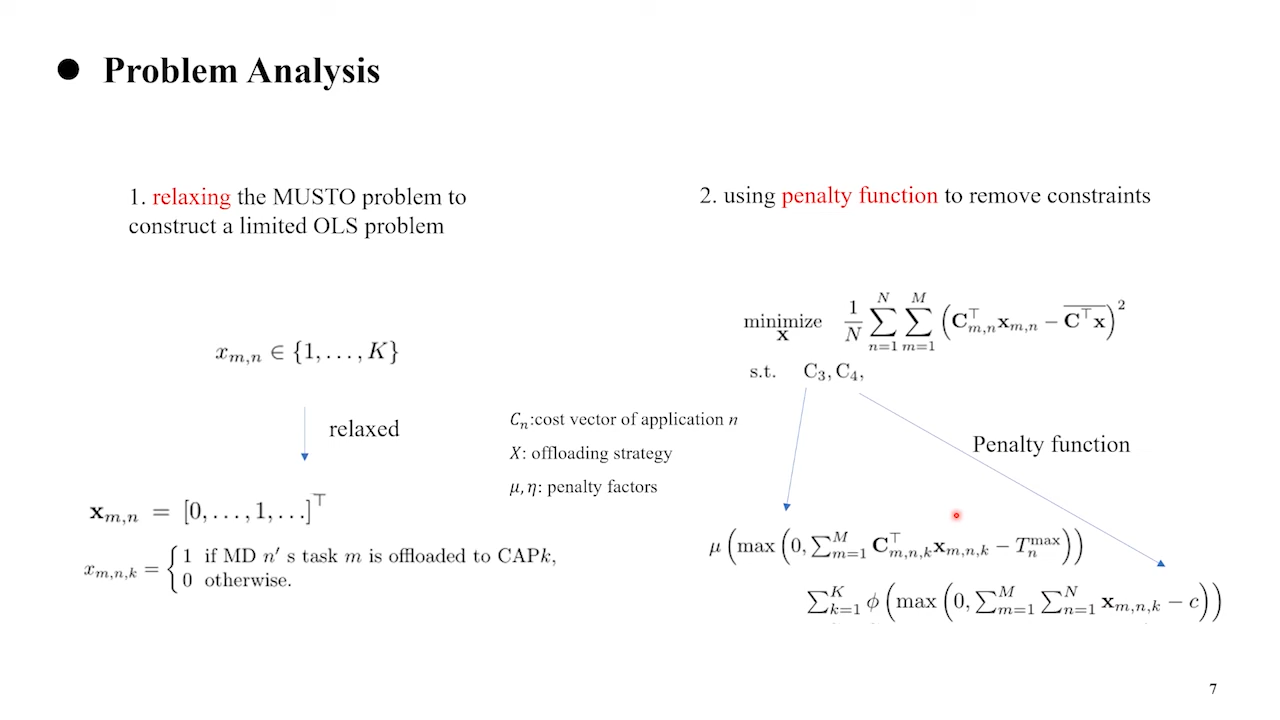 ● Problem Analysis
1. relaxing the MUSTO problem to
construct a limited OLS problem
x_{m,n} ∈ {1, . . . , K}
relaxed
𝐱_{m,n} = [0, . . . , 1, . . .]^⊤
x_{m,n,k} = { 1 if MD n′ s task m is offloaded to CAPk,
0 otherwise.
C_n:cost vector of application n
X: offloading strategy
μ, η: penalty factors
2. using penalty function to remove constraints
minimize_𝐗 1/N ∑_{n=1}^{N} ∑_{m=1}^{M} (𝐂_{m,n}^⊤ 𝐱_{m,n} − \overline{𝐂^⊤𝐱})^2
s.t. C_3, C_4,
Penalty function
μ (max (0, ∑_{m=1}^{M} 𝐂_{m,n,k}^⊤ 𝐱_{m,n,k} − T_n^{max}))
∑_{k=1}^{K} ϕ (max (0, ∑_{m=1}^{M} ∑_{n=1}^{N} 𝐱_{m,n,k} − c))
7